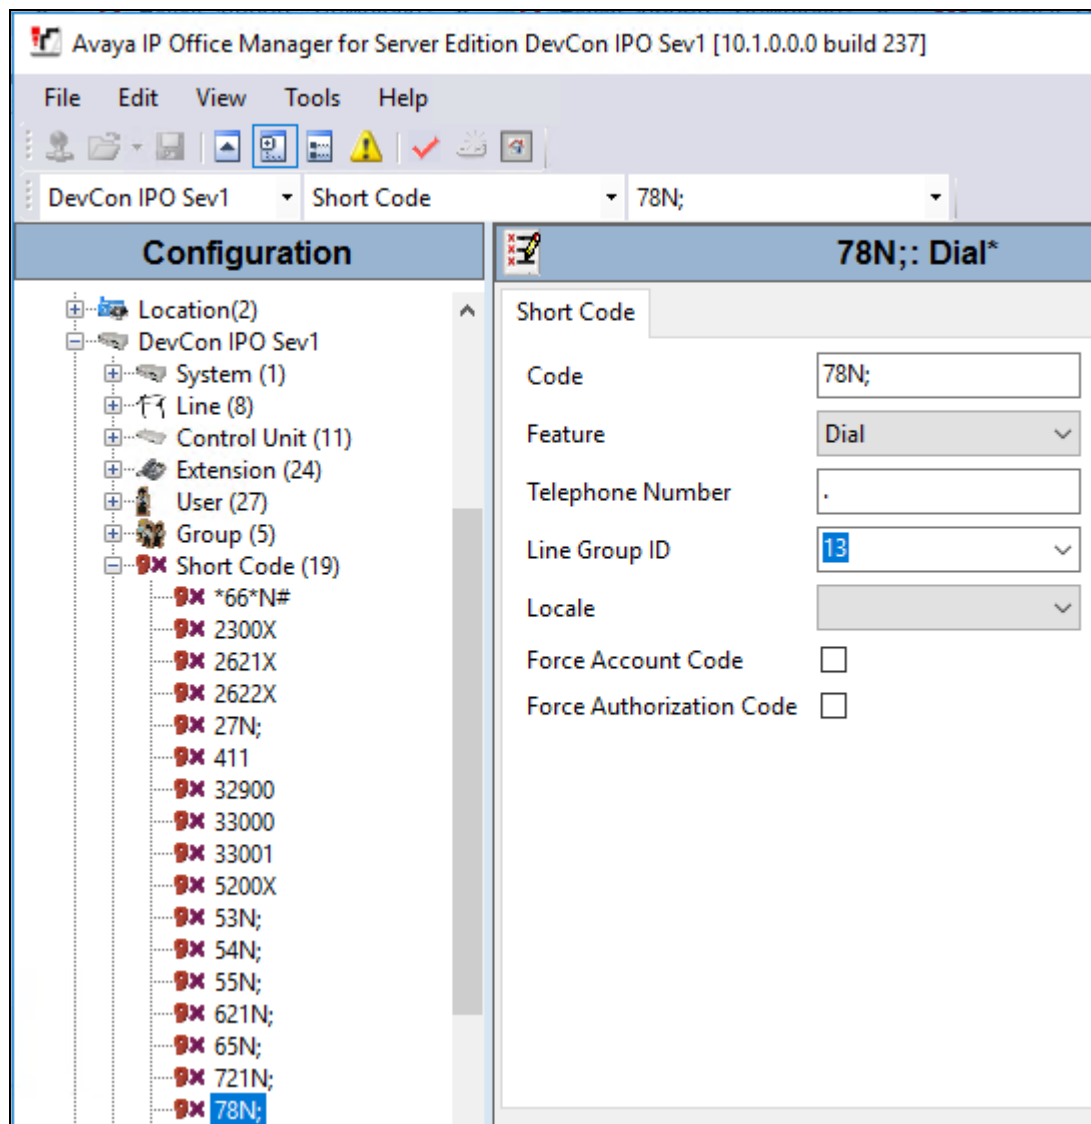 Avaya IP Office Manager for Server Edition DevCon IPO Sev1 [10.1.0.0.0 build 237]
File Edit View Tools Help
DevCon IPO Sev1 Short Code 78N;
Configuration
Location(2)
DevCon IPO Sev1
System (1)
Line (8)
Control Unit (11)
Extension (24)
User (27)
Group (5)
Short Code (19)
*66*N#
2300X
2621X
2622X
27N;
411
32900
33000
33001
5200X
53N;
54N;
55N;
621N;
65N;
721N;
78N;
78N;: Dial*
Short Code
Code 78N;
Feature Dial
Telephone Number .
Line Group ID 13
Locale
Force Account Code
Force Authorization Code